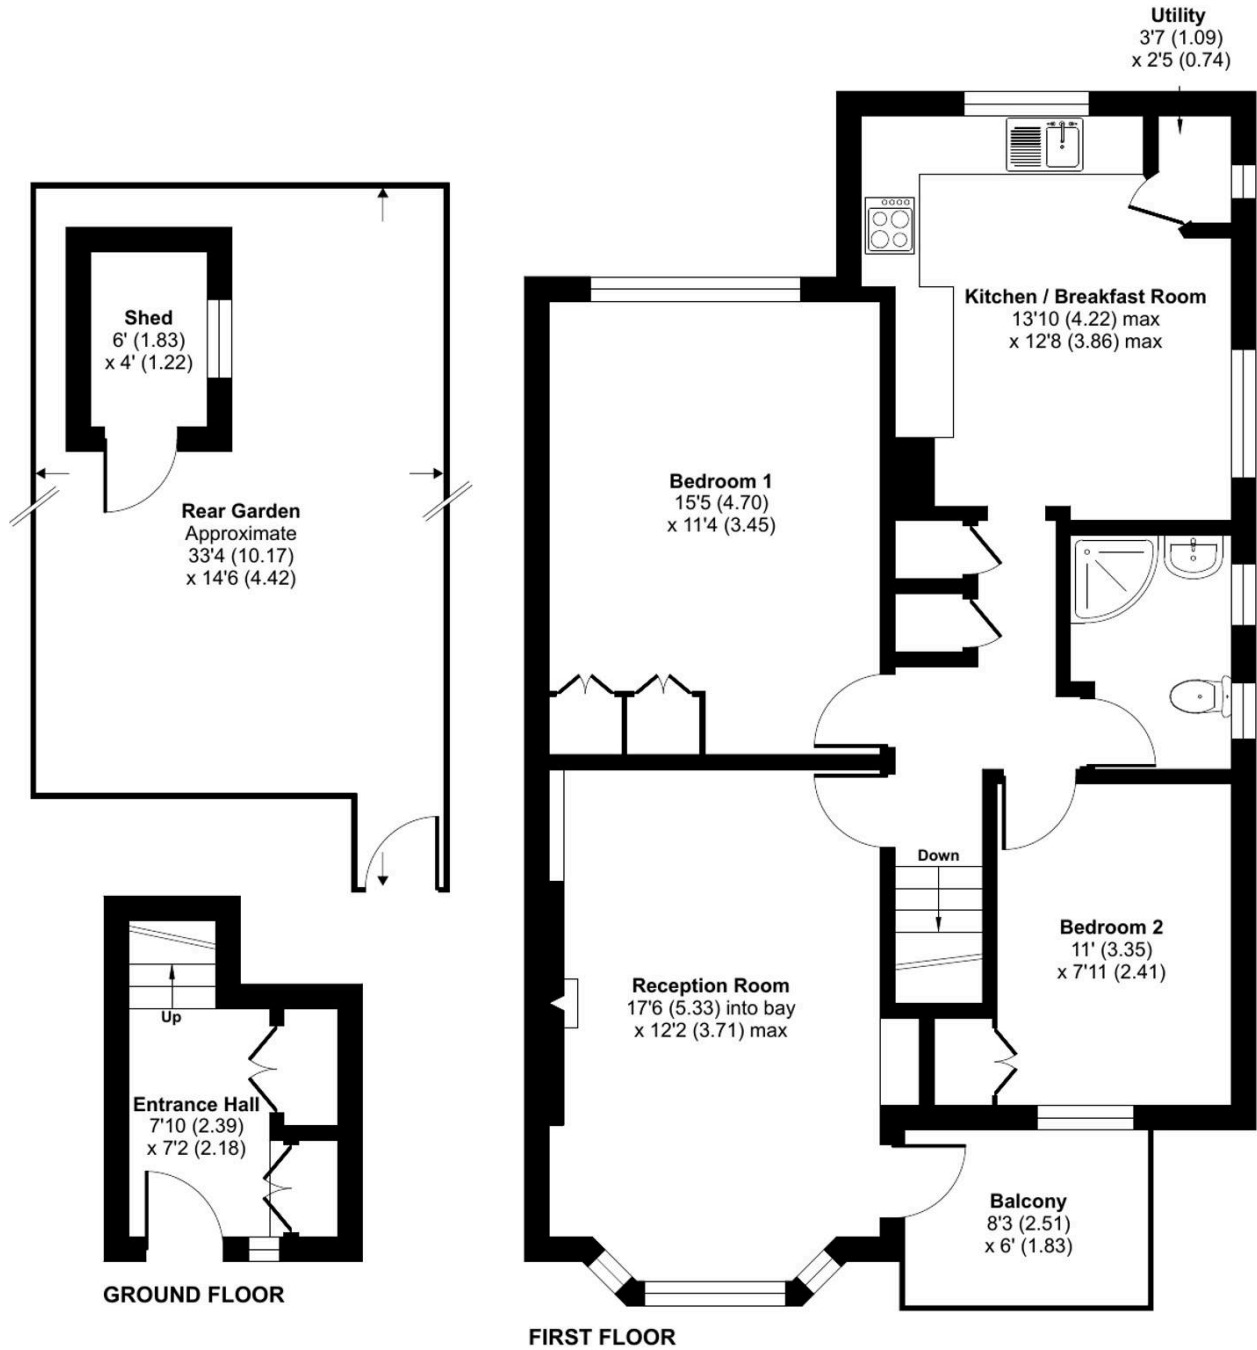 Utility
3'7 (1.09)
x 2'5 (0.74)
Shed
6' (1.83)
x 4' (1.22)
Kitchen / Breakfast Room
13'10 (4.22) max
x 12'8 (3.86) max
Rear Garden
Approximate
33'4 (10.17)
x 14'6 (4.42)
Bedroom 1
15'5 (4.70)
x 11'4 (3.45)
Down
Bedroom 2
11' (3.35)
x 7'11 (2.41)
Reception Room
17'6 (5.33) into bay
x 12'2 (3.71) max
Up
Entrance Hall
7'10 (2.39)
x 7'2 (2.18)
Balcony
8'3 (2.51)
x 6' (1.83)
GROUND FLOOR
FIRST FLOOR